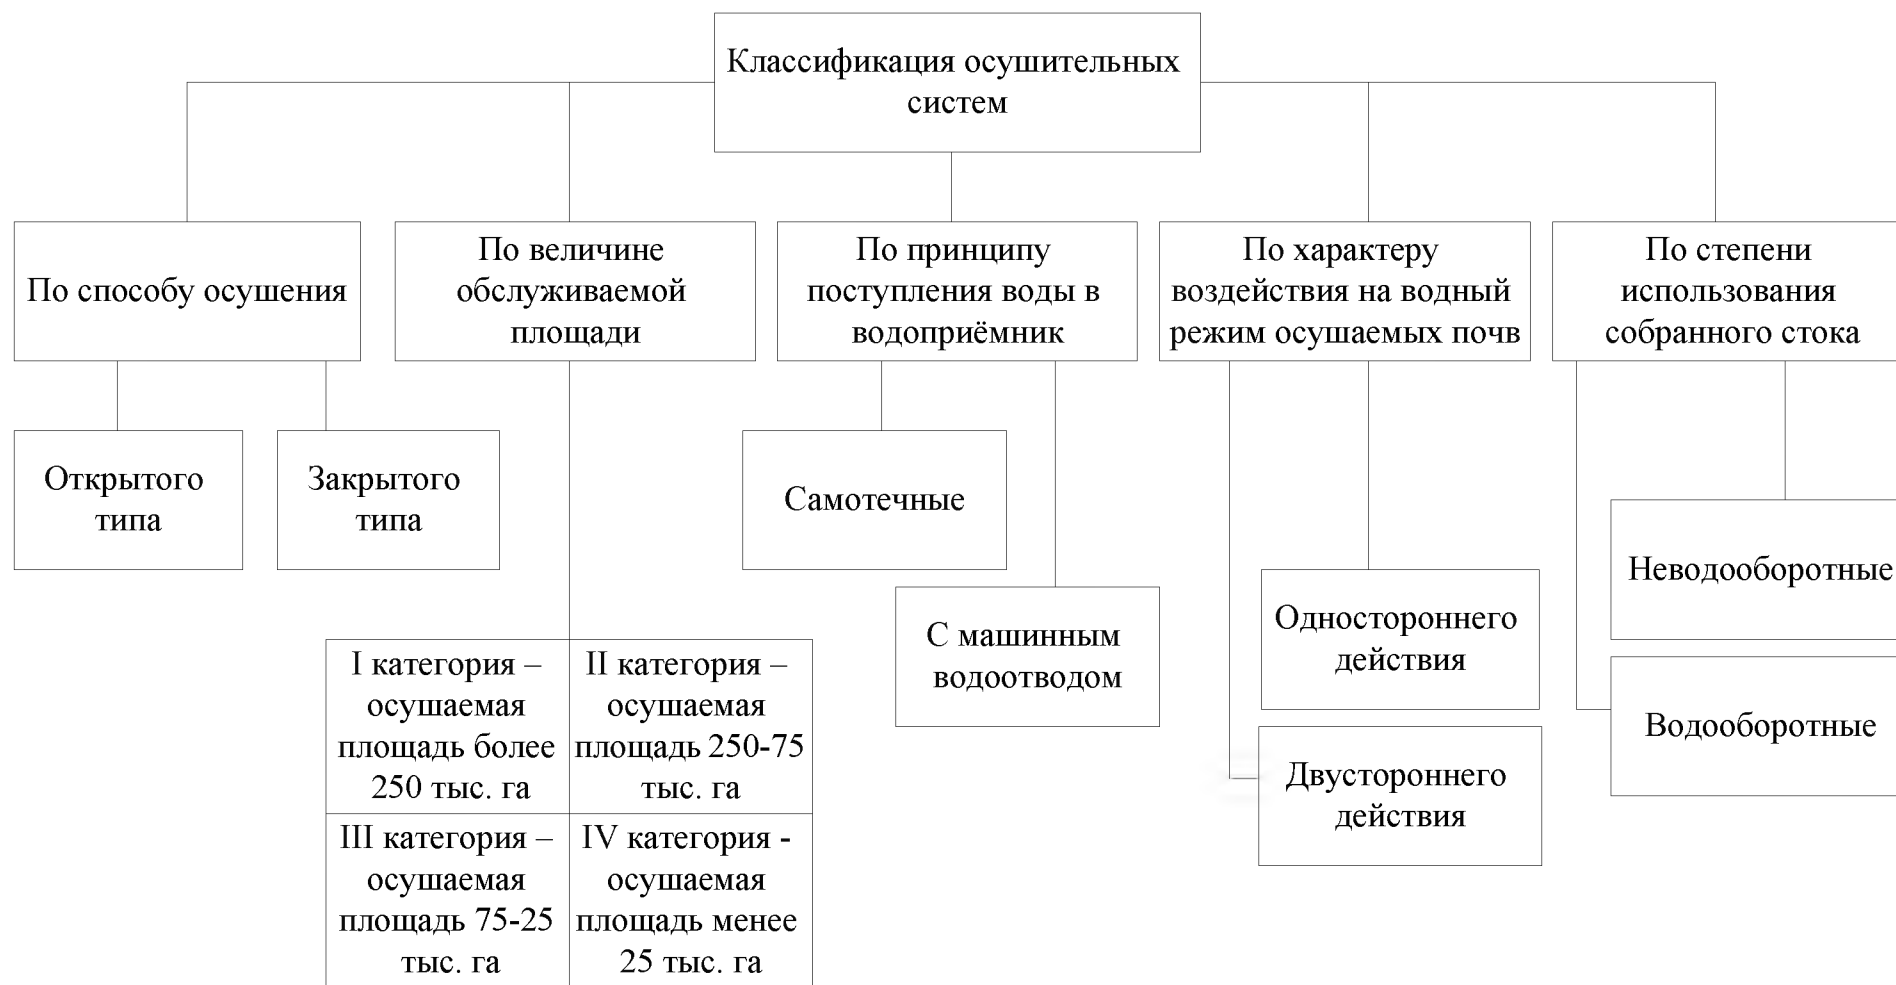 Классификация осушительных
систем
По способу осушения
По величине
обслуживаемой
площади
По принципу
поступления воды в
водоприёмник
По характеру
воздействия на водный
режим осушаемых почв
По степени
использования
собранного стока
Открытого
типа
Закрытого
типа
I категория –
осушаемая
площадь более
250 тыс. га
II категория –
осушаемая
площадь 250-75
тыс. га
III категория –
осушаемая
площадь 75-25
тыс. га
IV категория -
осушаемая
площадь менее
25 тыс. га
Самотечные
С машинным
водоотводом
Одностороннего
действия
Двустороннего
действия
Неводооборотные
Водооборотные